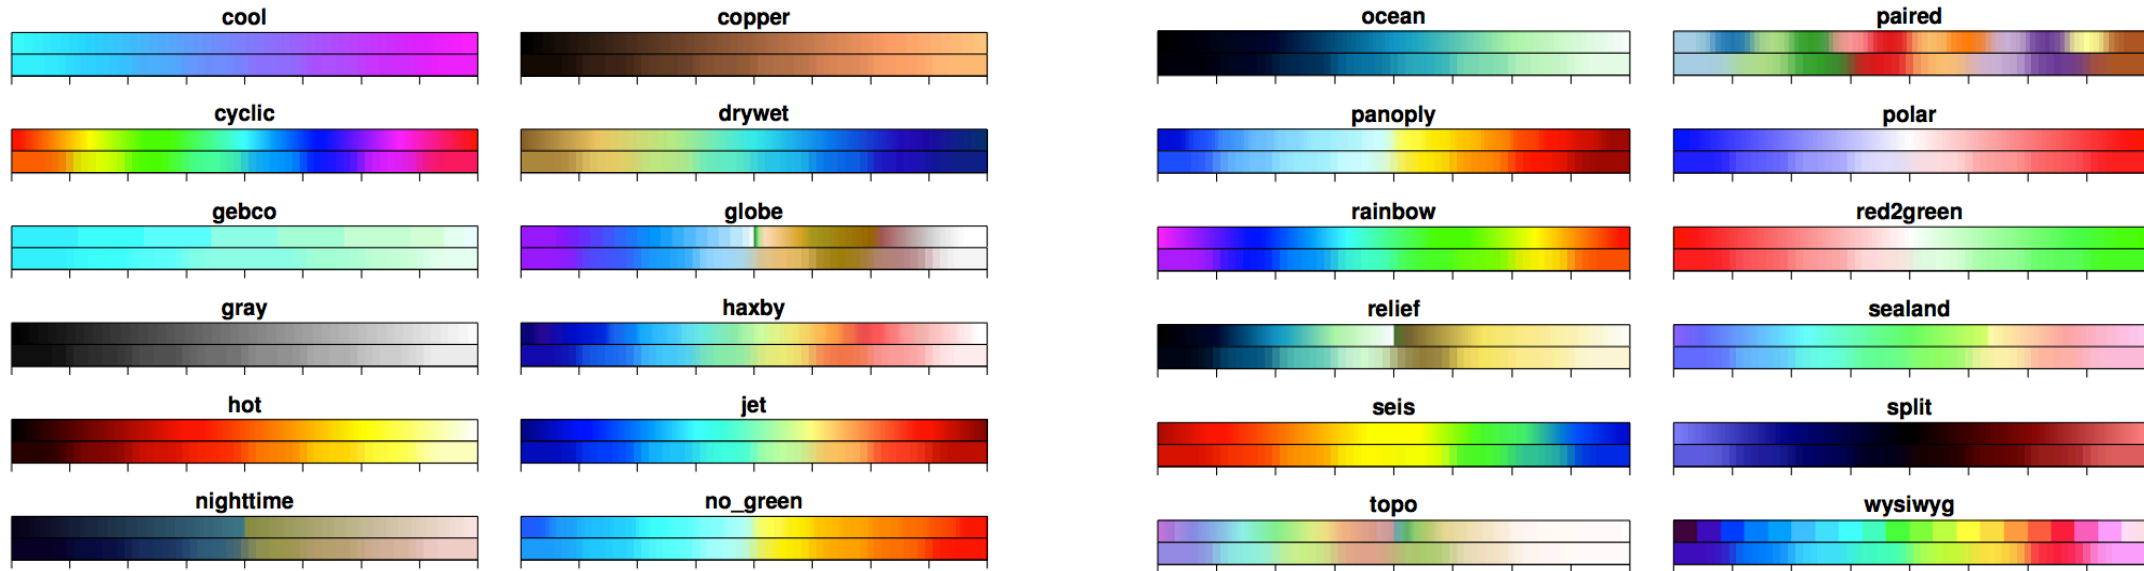 cool
copper
ocean
paired
cyclic
drywet
panoply
polar
gebco
globe
rainbow
red2green
gray
haxby
relief
sealand
hot
jet
seis
split
nighttime
no_green
topo
wysiwyg